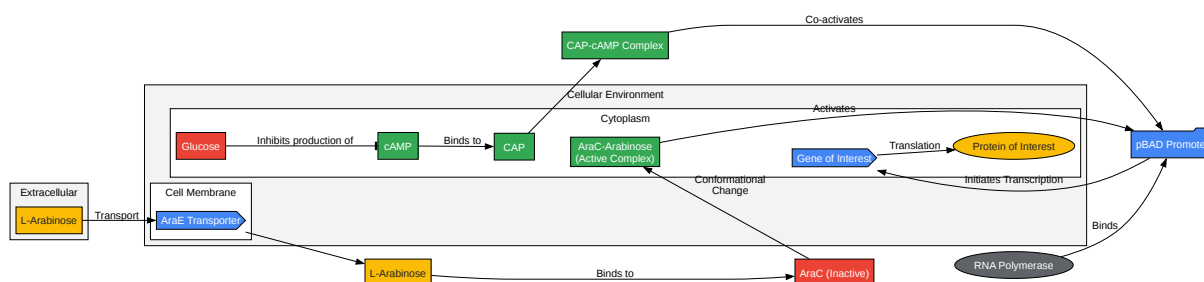 Co-activates
CAP-cAMP Complex
Cellular Environment
Activates
Cytoplasm
Glucose
Inhibits production of
cAMP
Binds to
CAP
AraC-Arabinose
(Active Complex)
Gene of Interest
Translation
Protein of Interest
pBAD Promote
Conformational
Change
Initiates Transcription
Extracellular
L-Arabinose
Transport
Cell Membrane
AraE Transporter
Binds
L-Arabinose
Binds to
AraC (Inactive)
RNA Polymerase